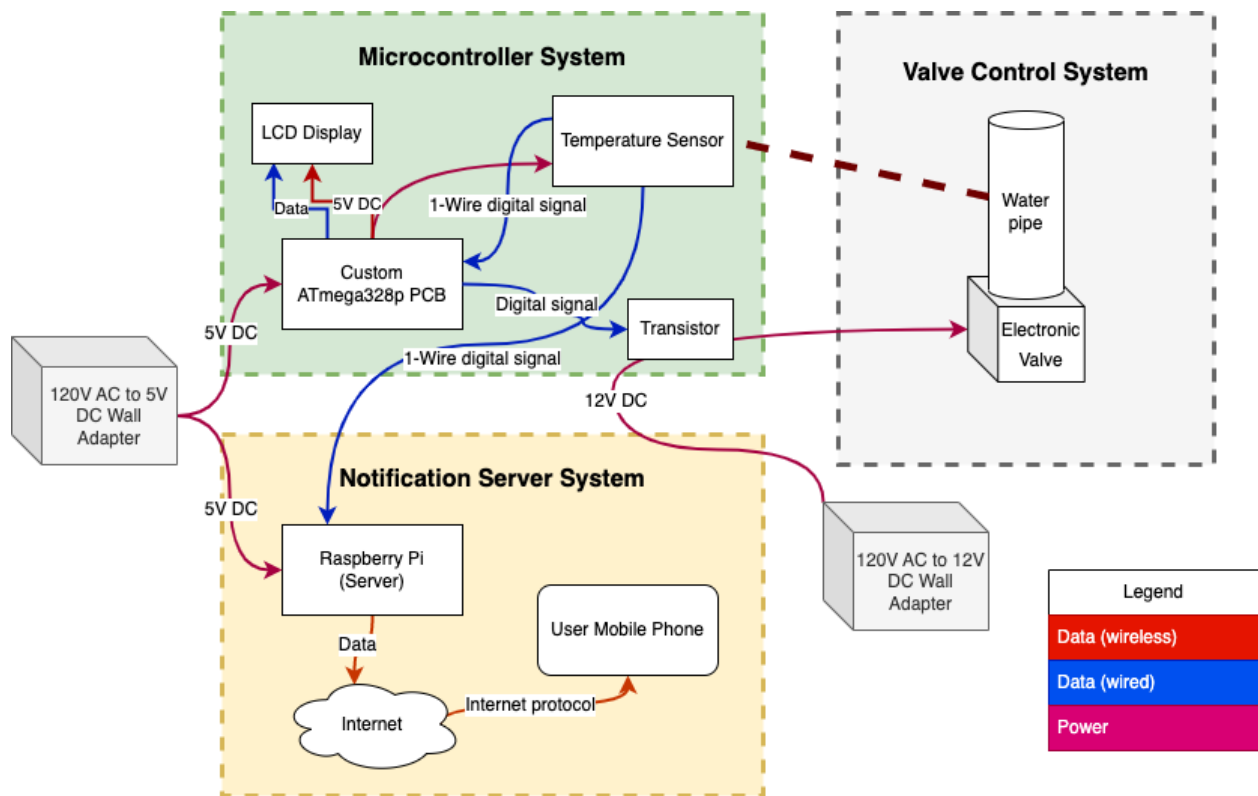 Microcontroller System
Valve Control System
LCD Display
Temperature Sensor
Data
5V DC
1-Wire digital signal
Water
pipe
Custom
ATmega328p PCB
Digital signal
Transistor
Electronic
Valve
5V DC
1-Wire digital signal
120V AC to 5V
DC Wall
Adapter
12V DC
Notification Server System
5V DC
Raspberry Pi
(Server)
120V AC to 12V
DC Wall
Adapter
User Mobile Phone
Data
Internet
Internet protocol
Legend
Data (wireless)
Data (wired)
Power